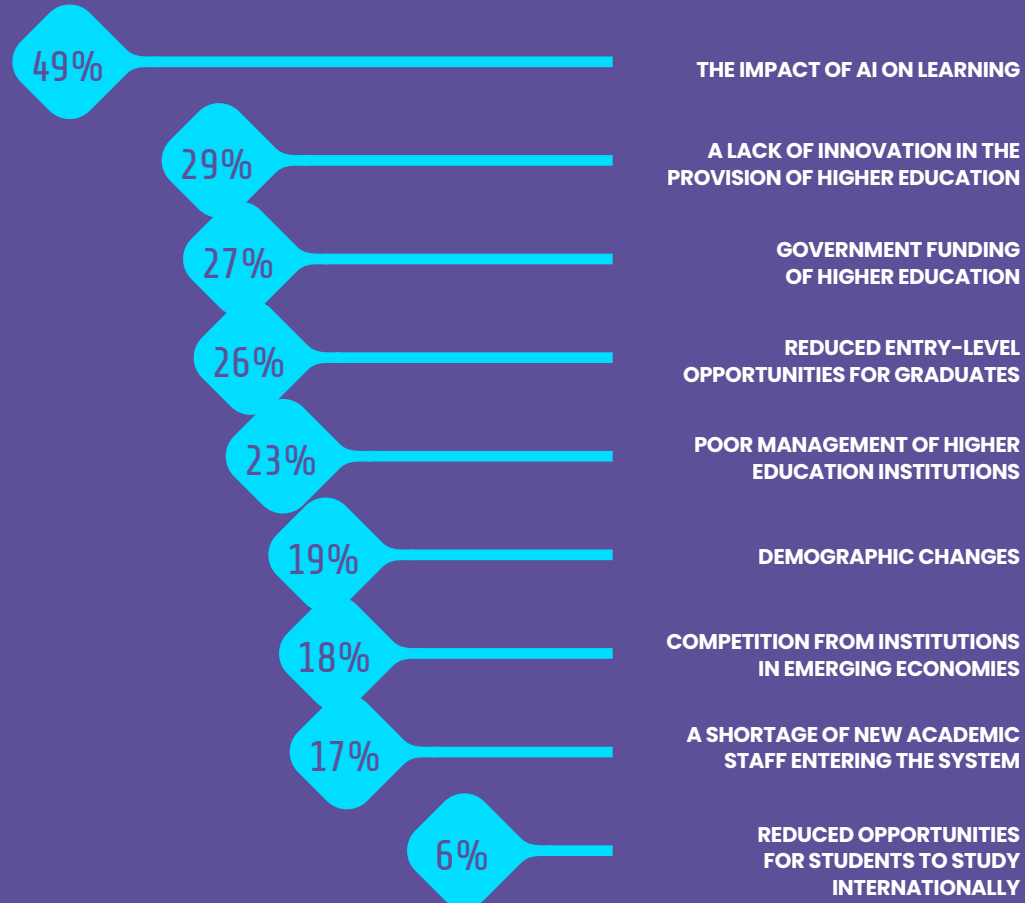 49%
THE IMPACT OF AI ON LEARNING
29%
A LACK OF INNOVATION IN THE
PROVISION OF HIGHER EDUCATION
27%
GOVERNMENT FUNDING
OF HIGHER EDUCATION
26%
REDUCED ENTRY-LEVEL
OPPORTUNITIES FOR GRADUATES
23%
POOR MANAGEMENT OF HIGHER
EDUCATION INSTITUTIONS
19%
DEMOGRAPHIC CHANGES
18%
COMPETITION FROM INSTITUTIONS
IN EMERGING ECONOMIES
17%
A SHORTAGE OF NEW ACADEMIC
STAFF ENTERING THE SYSTEM
6%
REDUCED OPPORTUNITIES
FOR STUDENTS TO STUDY
INTERNATIONALLY